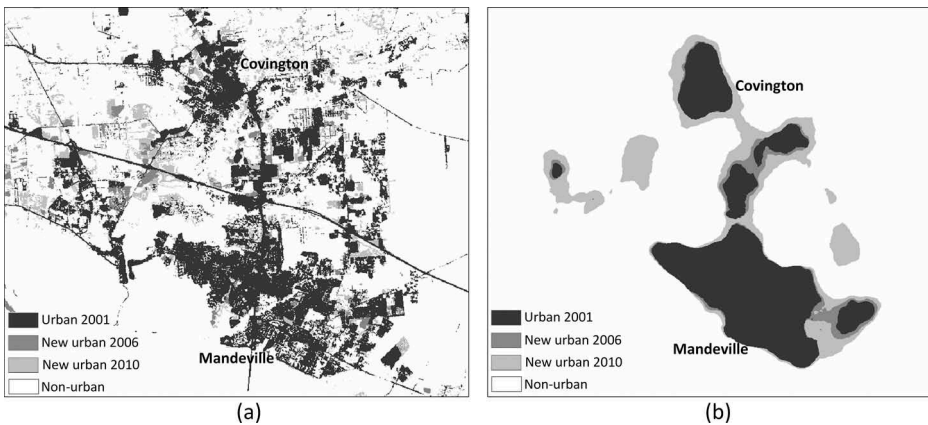 Covington
Mandeville
Urban 2001
New urban 2006
New urban 2010
Non-urban
(a)
Covington
Mandeville
Urban 2001
New urban 2006
New urban 2010
Non-urban
(b)